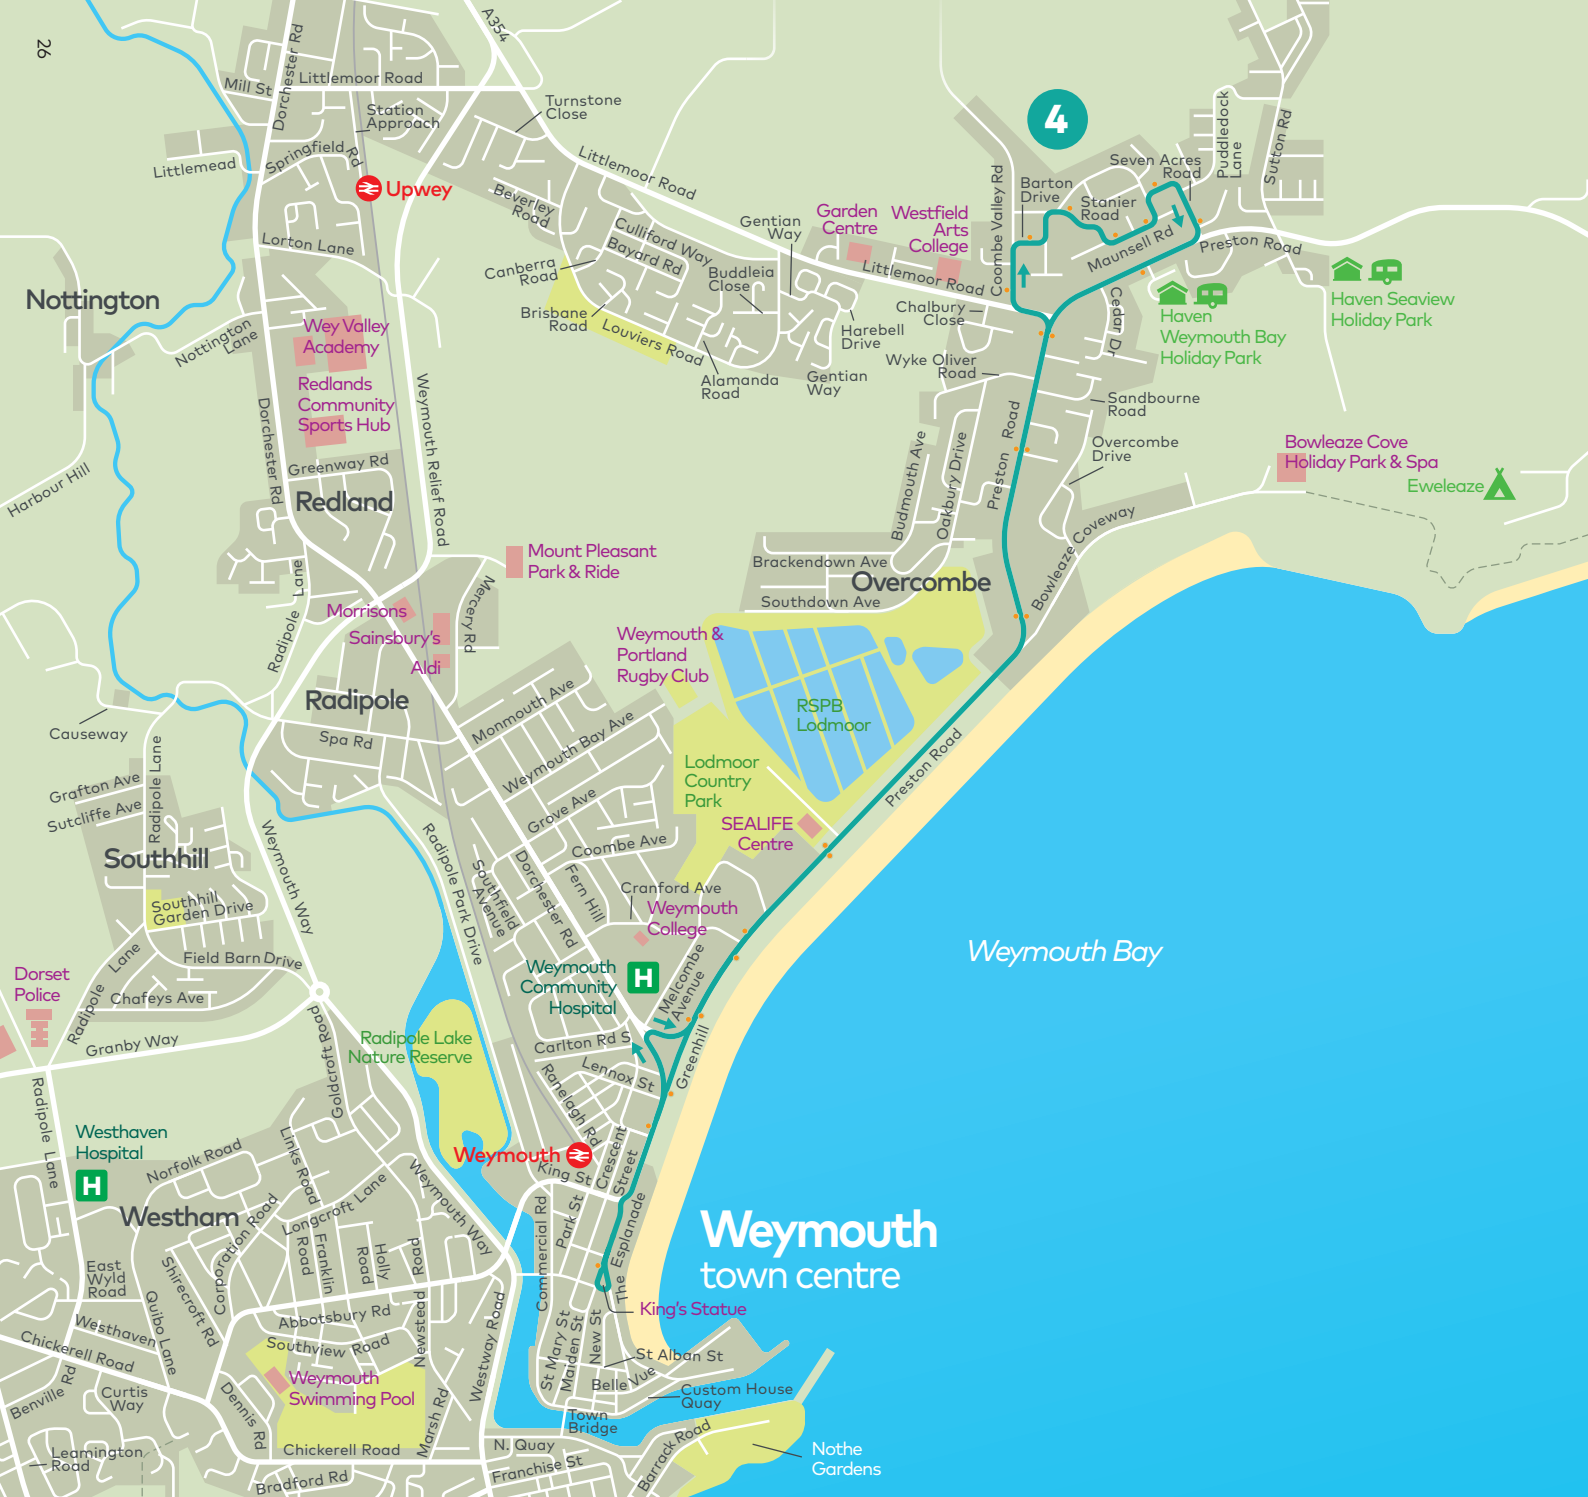 26
A354
Dorchester Rd
Littlemoor Road
Mill St
Station
Approach
Turnstone
Close
4
Puddledock
Lane
Sutton Rd
Springfield Rd
Littlemead
Littlemoor Road
Seven Acres
Road
Barton
Drive
Coombe Valley Rd
Stanier
Road
Upwey
Beverley
Road
Garden
Centre
Westfield
Arts
College
Gentian
Way
Culliford Way
Bayard Rd
Maunsell Rd
Preston Road
Lorton Lane
Canberra
Road
Buddleia
Close
Littlemoor Road
Haven Seaview
Holiday Park
Nottington
Brisbane
Road
Chalbury
Close
Cedar Dr
Haven
Weymouth Bay
Holiday Park
Wey Valley
Academy
Nottington
Lane
Louviers Road
Harebell
Drive
Wyke Oliver
Road
Alamanda
Road
Gentian
Way
Redlands
Community
Sports Hub
Weymouth Relief Road
Dorchester Rd
Sandbourne
Road
Preston Road
Budmouth Ave
Oakbury Drive
Overcombe
Drive
Bowleaze Cove
Holiday Park & Spa
Eweleaze
Greenway Rd
Harbour Hill
Redland
Bowleaze Coveway
Mount Pleasant
Park & Ride
Brackendown Ave
Overcombe
Southdown Ave
Radipole Lane
Mercery Rd
Morrisons
Sainsbury's
Aldi
Weymouth &
Portland
Rugby Club
Radipole
RSPB
Lodmoor
Monmouth Ave
Causeway
Spa Rd
Weymouth Bay Ave
Preston Road
Lodmoor
Country
Park
Radipole Lane
Grafton Ave
Sutcliffe Ave
Grove Ave
SEALIFE
Centre
Coombe Ave
Southhill
Weymouth Way
Radipole Park Drive
Southfield
Avenue
Dorchester Rd
Fern Hill
Cranford Ave
Weymouth
College
Southhill
Garden Drive
Weymouth Bay
Field Barn Drive
Radipole Lane
Dorset
Police
Chafeys Ave
Weymouth
Community
Hospital
H
Melcombe
Avenue
Granby Way
Goldcroft Road
Radipole Lake
Nature Reserve
Carlton Rd S
Lennox St
Greenhill
Ranelagh Rd
Radipole Lane
Westhaven
Hospital
H
Links Road
Norfolk Road
Weymouth
King St
Crescent
Street
Westham
Longcroft Lane
Weymouth Way
Corporation Road
Commercial Rd
Park St
The Esplanade
Weymouth
town centre
East
Wyld
Road
Shirecroft Rd
Road
Franklin
Holly
Road
Newstead Road
Quibo Lane
Abbotsbury Rd
Westway Road
King's Statue
Westhaven
Chickerell Road
Southview Road
St Mary St
Maiden St
New St
St Alban St
Belle Vue
Weymouth
Swimming Pool
Benville Rd
Curtis
Way
Dennis Rd
Marsh Rd
Custom House
Quay
Town
Bridge
Barrack Road
N. Quay
Leamington
Road
Chickerell Road
Bradford Rd
Franchise St
Nothe
Gardens